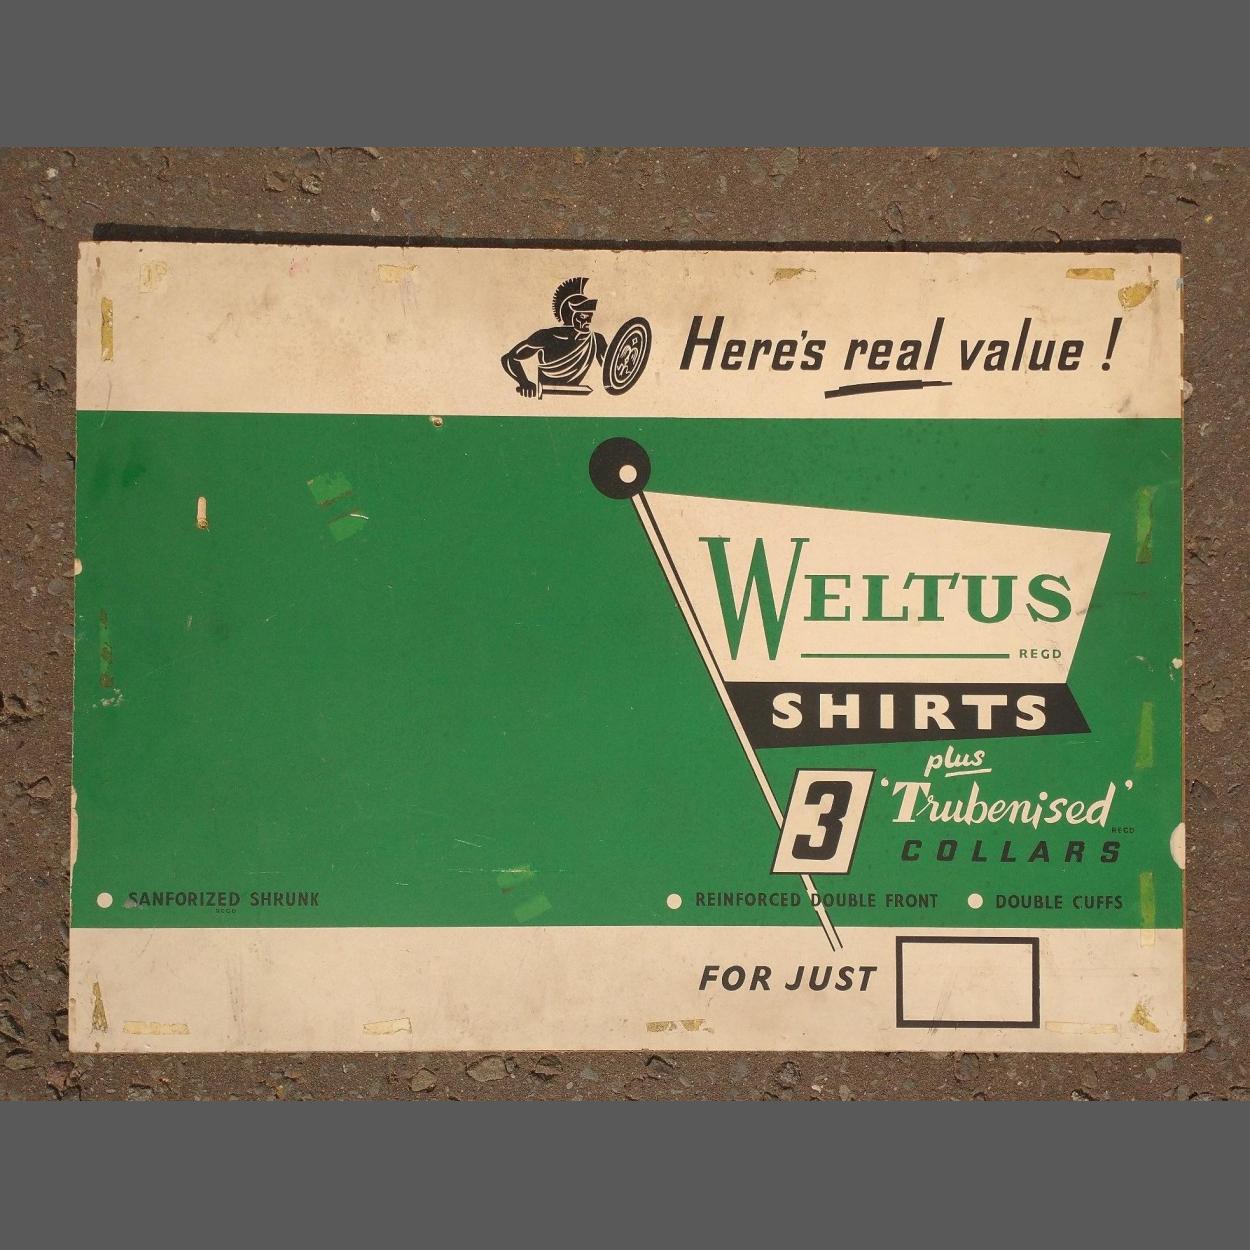 Here's real value !
WELTUS
REGD
SHIRTS
plus
3 'Trubenised'
REGD
COLLARS
SANFORIZED SHRUNK
REGD
REINFORCED DOUBLE FRONT
DOUBLE CUFFS
FOR JUST